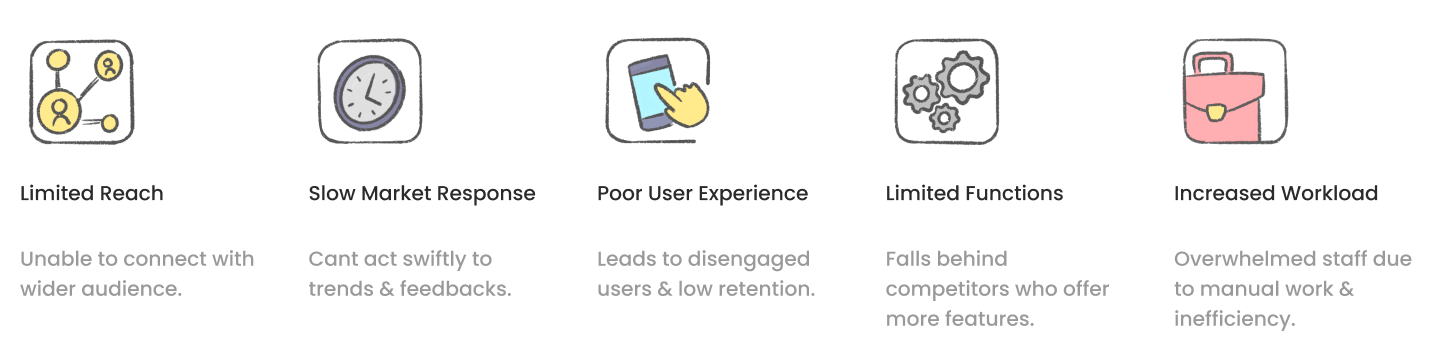 Limited Reach
Unable to connect with
wider audience.
Slow Market Response
Cant act swiftly to
trends & feedbacks.
Poor User Experience
Leads to disengaged
users & low retention.
Limited Functions
Falls behind
competitors who offer
more features.
Increased Workload
Overwhelmed staff due
to manual work &
inefficiency.